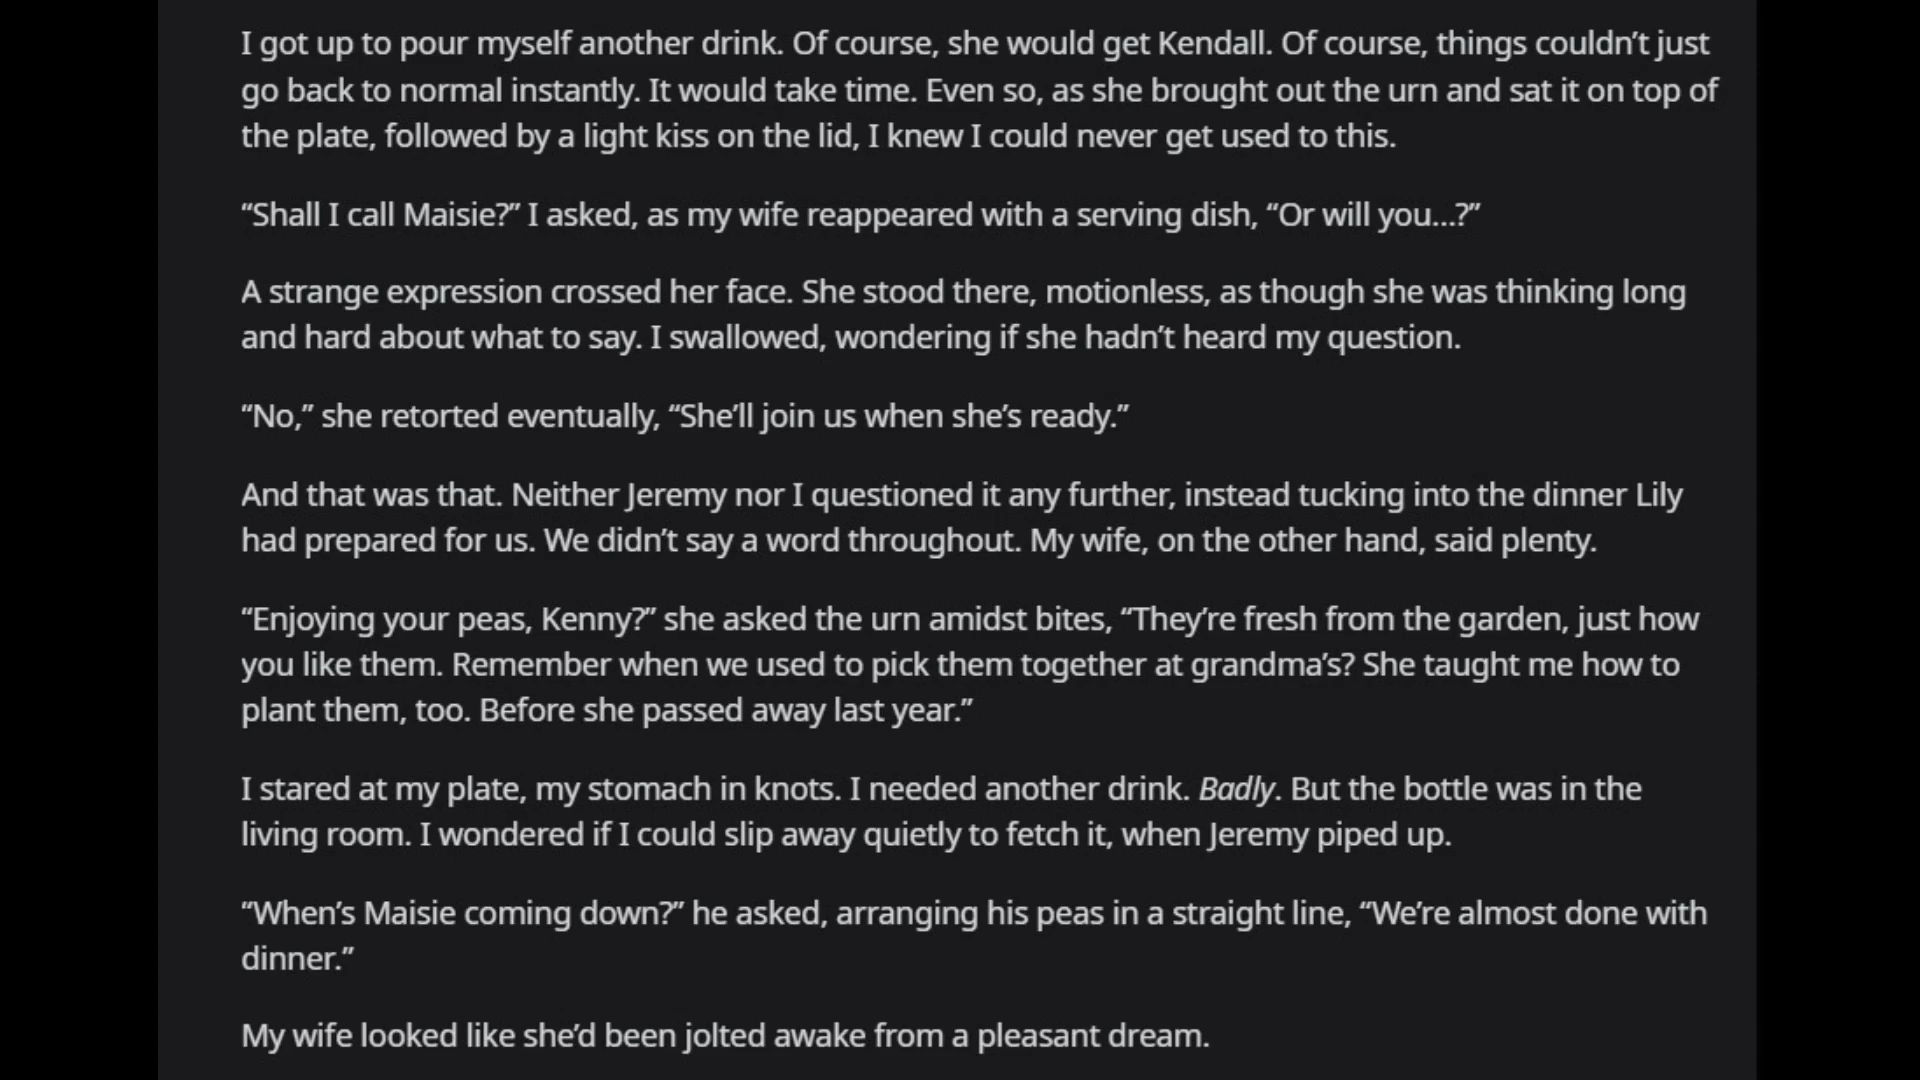 I got up to pour myself another drink. Of course, she would get Kendall. Of course, things couldn’t just
go back to normal instantly. It would take time. Even so, as she brought out the urn and sat it on top of
the plate, followed by a light kiss on the lid, I knew I could never get used to this.
“Shall I call Maisie?” I asked, as my wife reappeared with a serving dish, “Or will you...?”
A strange expression crossed her face. She stood there, motionless, as though she was thinking long
and hard about what to say. I swallowed, wondering if she hadn’t heard my question.
“No,” she retorted eventually, “She’ll join us when she’s ready.”
And that was that. Neither Jeremy nor I questioned it any further, instead tucking into the dinner Lily
had prepared for us. We didn’t say a word throughout. My wife, on the other hand, said plenty.
“Enjoying your peas, Kenny?” she asked the urn amidst bites, “They’re fresh from the garden, just how
you like them. Remember when we used to pick them together at grandma’s? She taught me how to
plant them, too. Before she passed away last year.”
I stared at my plate, my stomach in knots. I needed another drink. Badly. But the bottle was in the
living room. I wondered if I could slip away quietly to fetch it, when Jeremy piped up.
“When’s Maisie coming down?” he asked, arranging his peas in a straight line, “We’re almost done with
dinner.”
My wife looked like she’d been jolted awake from a pleasant dream.